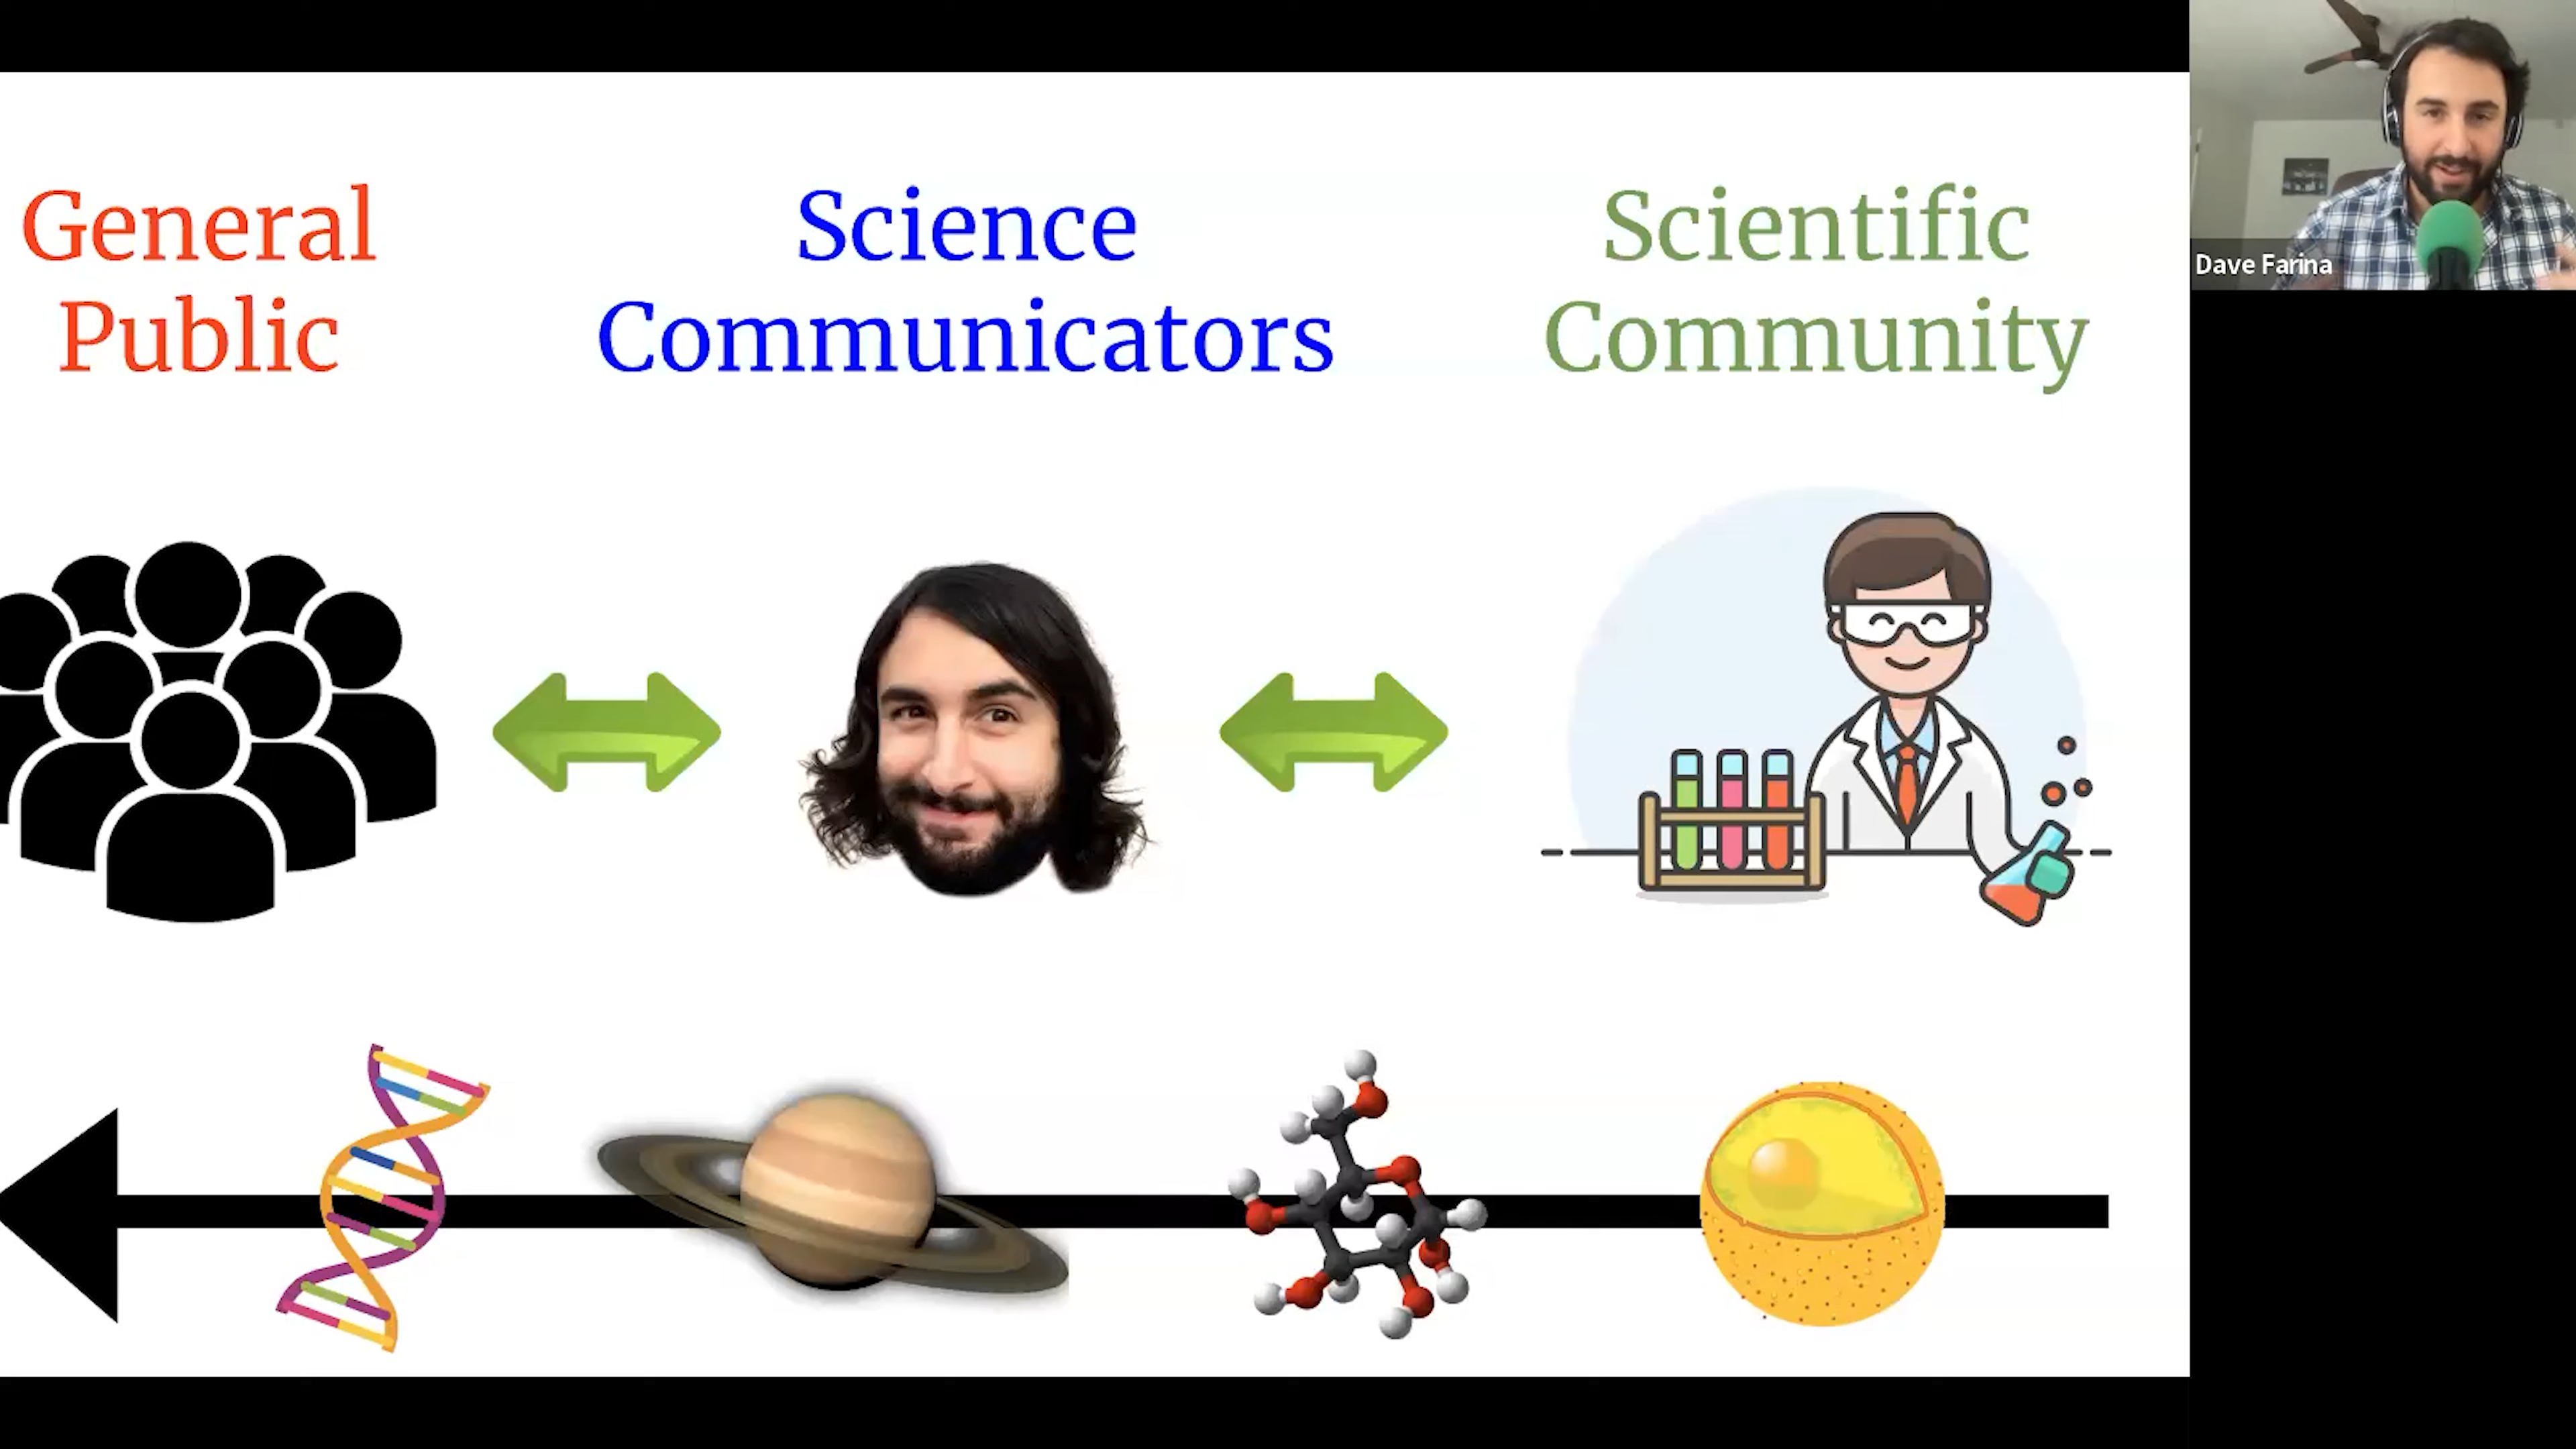 General
Public
Science
Communicators
Scientific
Community
Dave Farina